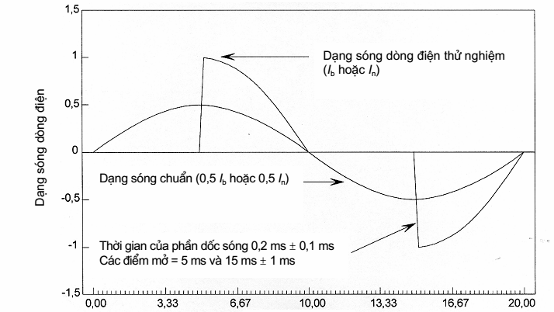 1,5
1
0,5
0
-0,5
-1
-1,5
Dạng sóng dòng điện
Dạng sóng dòng điện thử nghiệm
(Ib hoặc In)
Dạng sóng chuẩn (0,5 Ib hoặc 0,5 In)
Thời gian của phần dốc sóng 0,2 ms ± 0,1 ms
Các điểm mở = 5 ms và 15 ms ± 1 ms
0,00 3,33 6,67 10,00 13,33 16,67 20,00